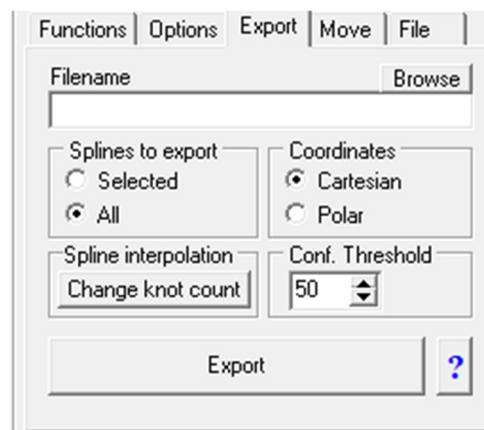 Functions Options Export Move File
Filename Browse
Splines to export Coordinates
Selected Cartesian
All Polar
Spline interpolation Conf. Threshold
Change knot count 50
Export ?